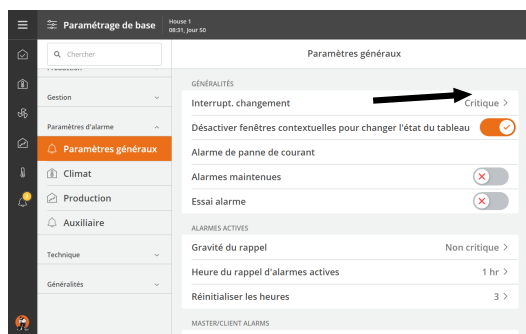 Paramétrage de base
House 1
08:31, Jour 50
Chercher
Paramètres généraux
Gestion
Paramètres d'alarme
Paramètres généraux
Climat
Production
Auxiliaire
Technique
Généralités
GÉNÉRALITÉS
Interrupt. changement Critique >
Désactiver fenêtres contextuelles pour changer l'état du tableau
Alarme de panne de courant
Alarmes maintenues
Essai alarme
ALARMES ACTIVES
Gravité du rappel Non critique >
Heure du rappel d'alarmes actives 1 hr >
Réinitialiser les heures 3 >
MASTER/CLIENT ALARMS